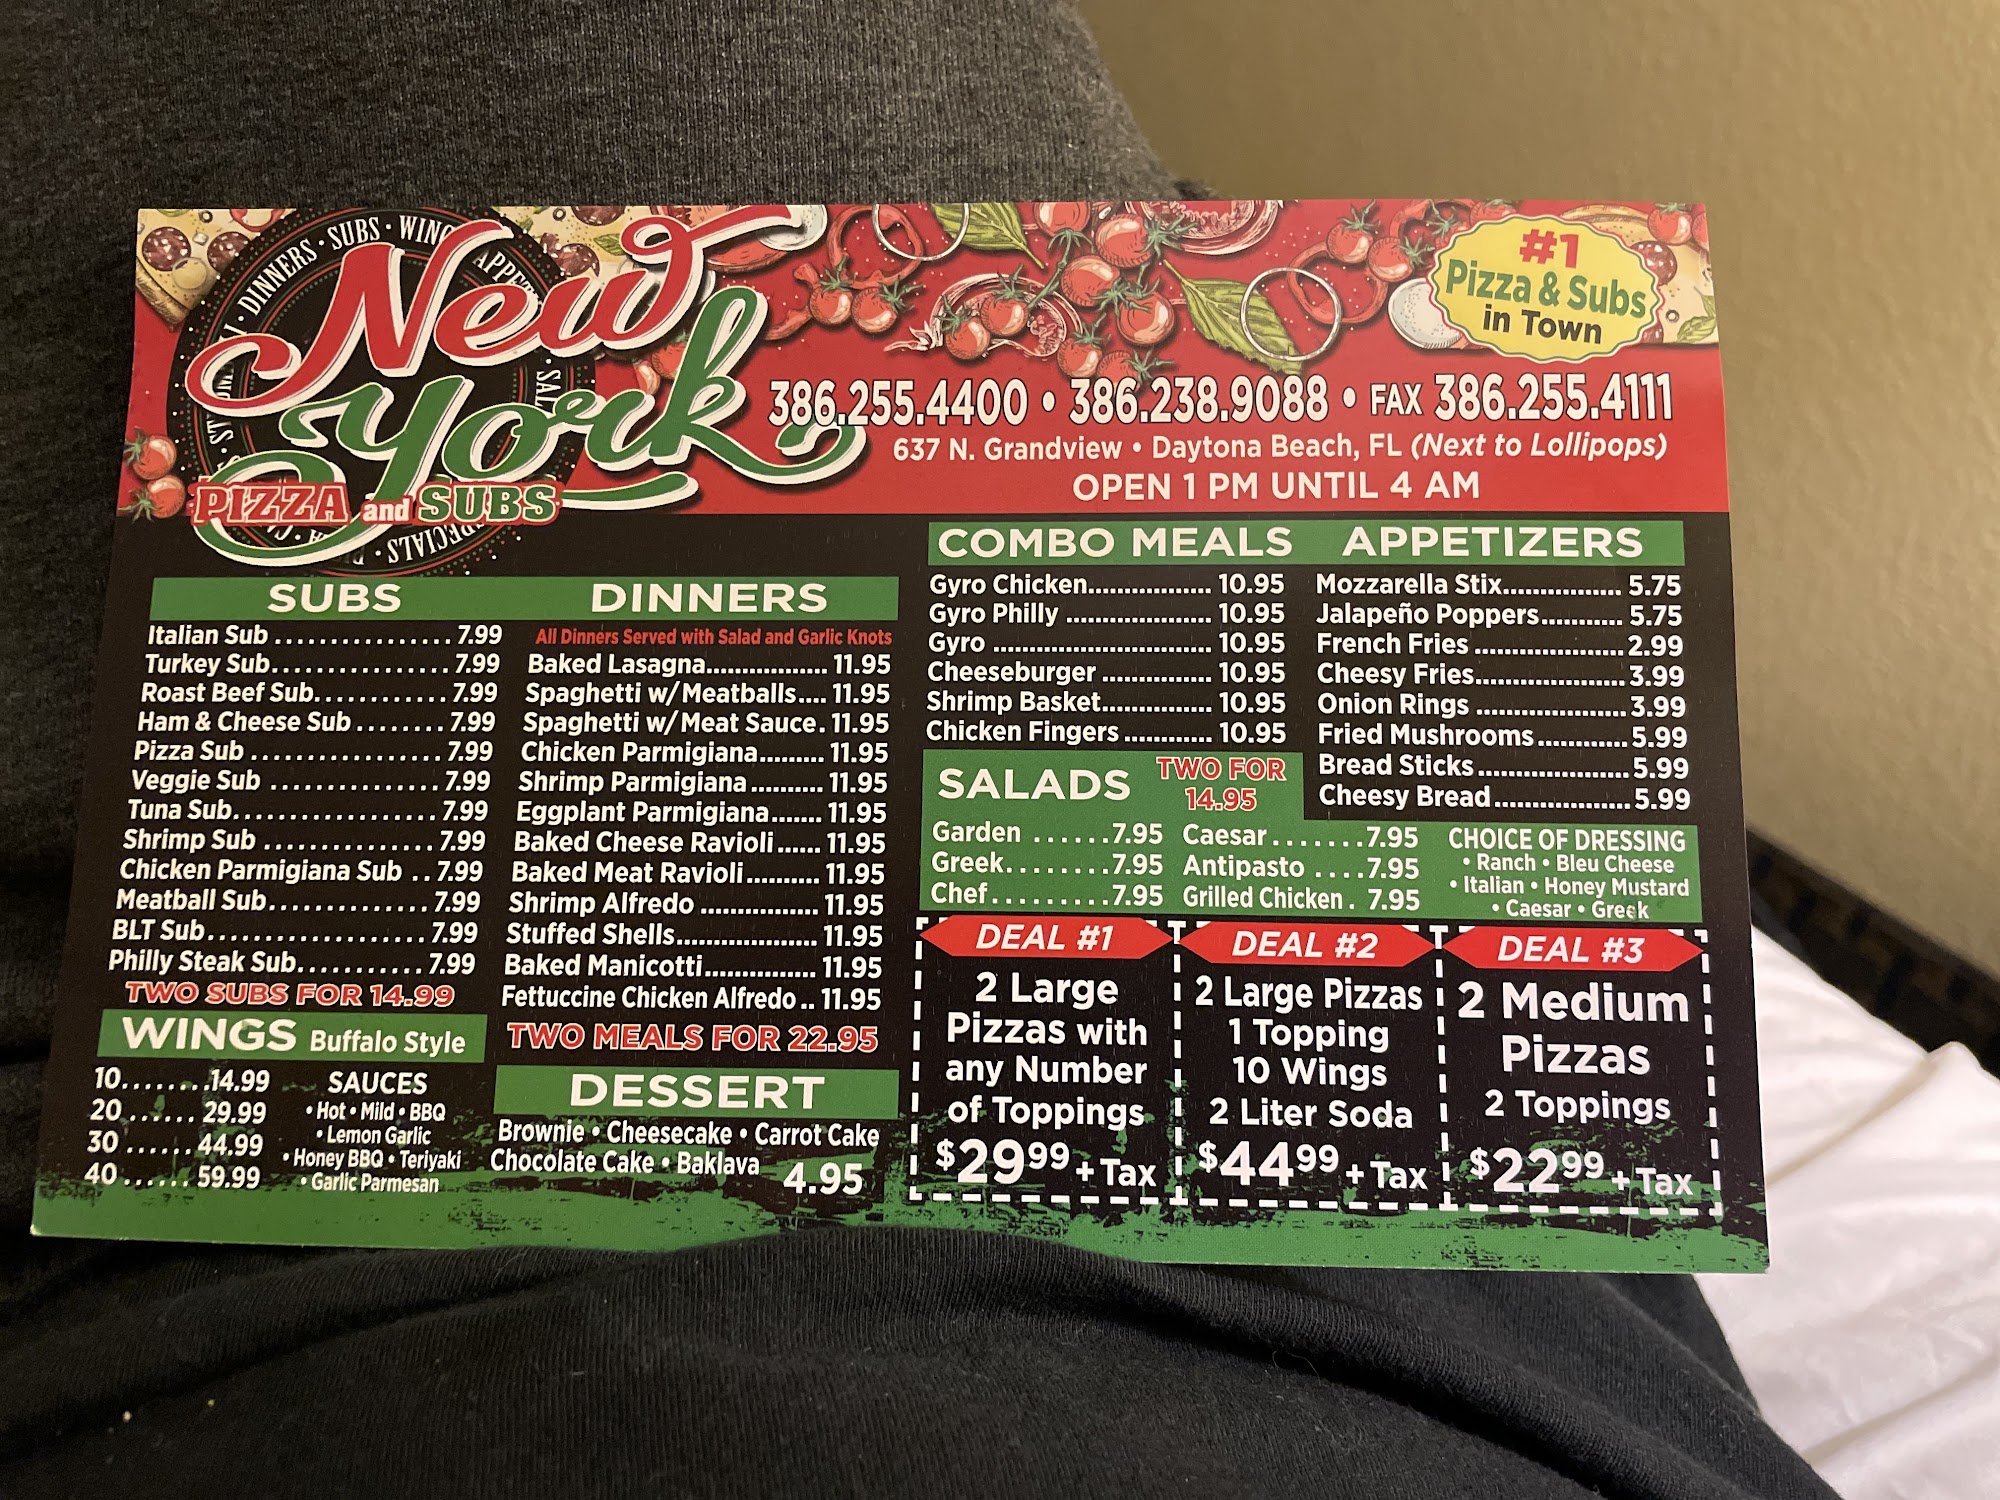 DINNERS • SUBS • WING
APPET
SAL
New
York
PIZZA and SUBS
SPECIALS •
#1
Pizza & Subs
in Town
386.255.4400 • 386.238.9088 • FAX 386.255.4111
637 N. Grandview • Daytona Beach, FL (Next to Lollipops)
OPEN 1 PM UNTIL 4 AM
SUBS
Italian Sub ................ 7.99
Turkey Sub................ 7.99
Roast Beef Sub............ 7.99
Ham & Cheese Sub ........ 7.99
Pizza Sub ................. 7.99
Veggie Sub ............... 7.99
Tuna Sub................... 7.99
Shrimp Sub ................ 7.99
Chicken Parmigiana Sub .. 7.99
Meatball Sub............... 7.99
BLT Sub.................... 7.99
Philly Steak Sub........... 7.99
TWO SUBS FOR 14.99
WINGS Buffalo Style
10........14.99
20...... 29.99
30...... 44.99
40...... 59.99
SAUCES
• Hot • Mild • BBQ
• Lemon Garlic
• Honey BBQ • Teriyaki
• Garlic Parmesan
DINNERS
All Dinners Served with Salad and Garlic Knots
Baked Lasagna................ 11.95
Spaghetti w/Meatballs.... 11.95
Spaghetti w/Meat Sauce. 11.95
Chicken Parmigiana......... 11.95
Shrimp Parmigiana .......... 11.95
Eggplant Parmigiana....... 11.95
Baked Cheese Ravioli ...... 11.95
Baked Meat Ravioli.......... 11.95
Shrimp Alfredo ................ 11.95
Stuffed Shells................... 11.95
Baked Manicotti............... 11.95
Fettuccine Chicken Alfredo .. 11.95
TWO MEALS FOR 22.95
DESSERT
Brownie • Cheesecake • Carrot Cake
Chocolate Cake • Baklava 4.95
COMBO MEALS
Gyro Chicken................. 10.95
Gyro Philly .................... 10.95
Gyro .............................. 10.95
Cheeseburger ............... 10.95
Shrimp Basket............... 10.95
Chicken Fingers ............ 10.95
APPETIZERS
Mozzarella Stix................ 5.75
Jalapeño Poppers........... 5.75
French Fries .................... 2.99
Cheesy Fries.................... 3.99
Onion Rings .................... 3.99
Fried Mushrooms ............ 5.99
Bread Sticks .................... 5.99
Cheesy Bread .................. 5.99
SALADS
TWO FOR
14.95
Garden ......7.95
Greek.......7.95
Chef.........7.95
Caesar.......7.95
Antipasto ....7.95
Grilled Chicken . 7.95
CHOICE OF DRESSING
• Ranch • Bleu Cheese
• Italian • Honey Mustard
• Caesar • Greek
DEAL #1
2 Large
Pizzas with
any Number
of Toppings
$29.99 + Tax
DEAL #2
2 Large Pizzas
1 Topping
10 Wings
2 Liter Soda
$44.99 + Tax
DEAL #3
2 Medium
Pizzas
2 Toppings
$22.99 + Tax